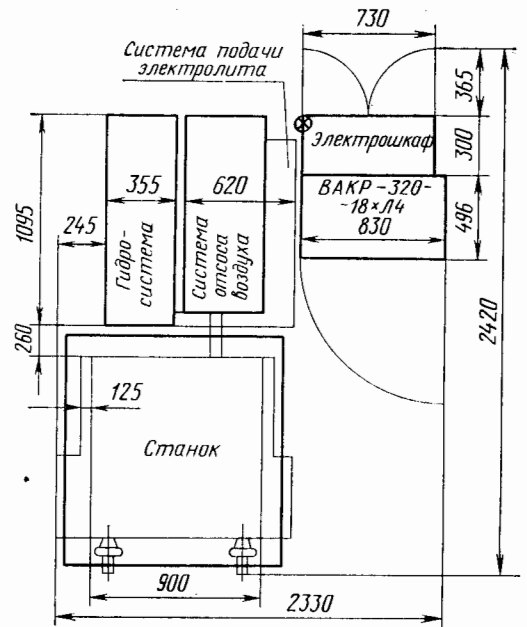 730
Система подачи
электролита
365
Электрошкаф
300
355
620
ВАКР-320-
-18×Л4
830
496
1095
245
Гидро-
система
Система
отсоса
воздуха
260
2420
125
Станок
900
2330